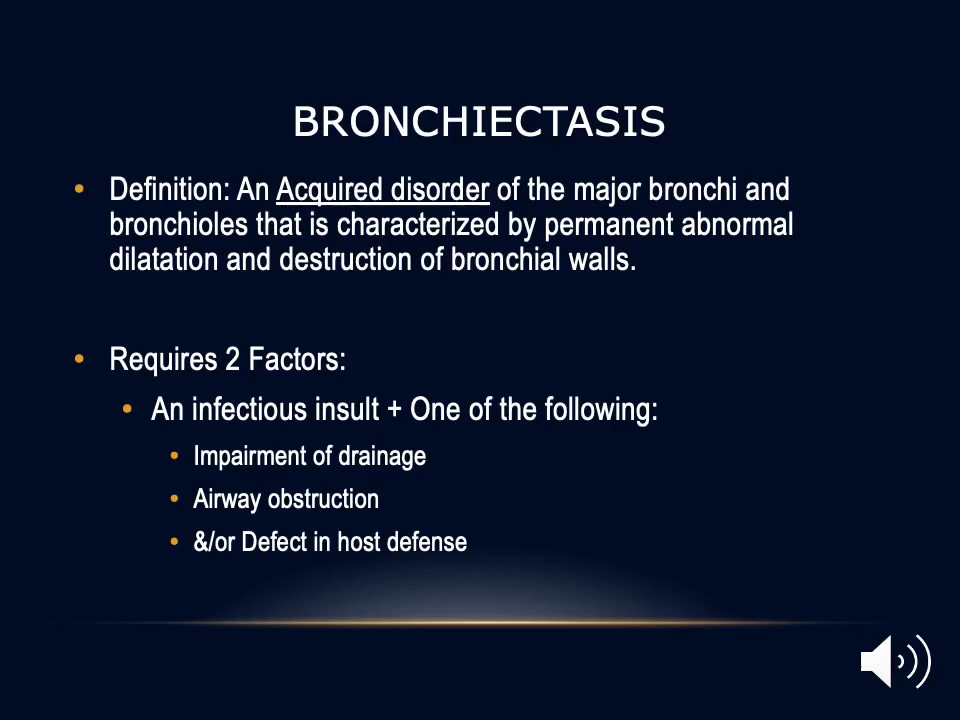 BRONCHIECTASIS
• Definition: An Acquired disorder of the major bronchi and
bronchioles that is characterized by permanent abnormal
dilatation and destruction of bronchial walls.
• Requires 2 Factors:
• An infectious insult + One of the following:
• Impairment of drainage
• Airway obstruction
• &/or Defect in host defense